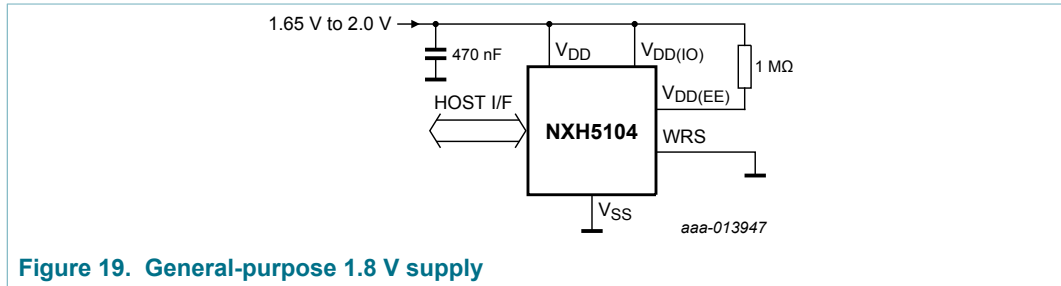 1.65 V to 2.0 V
470 nF
VDD
VDD(IO)
1 MΩ
VDD(EE)
HOST I/F
NXH5104
WRS
VSS
aaa-013947
Figure 19. General-purpose 1.8 V supply